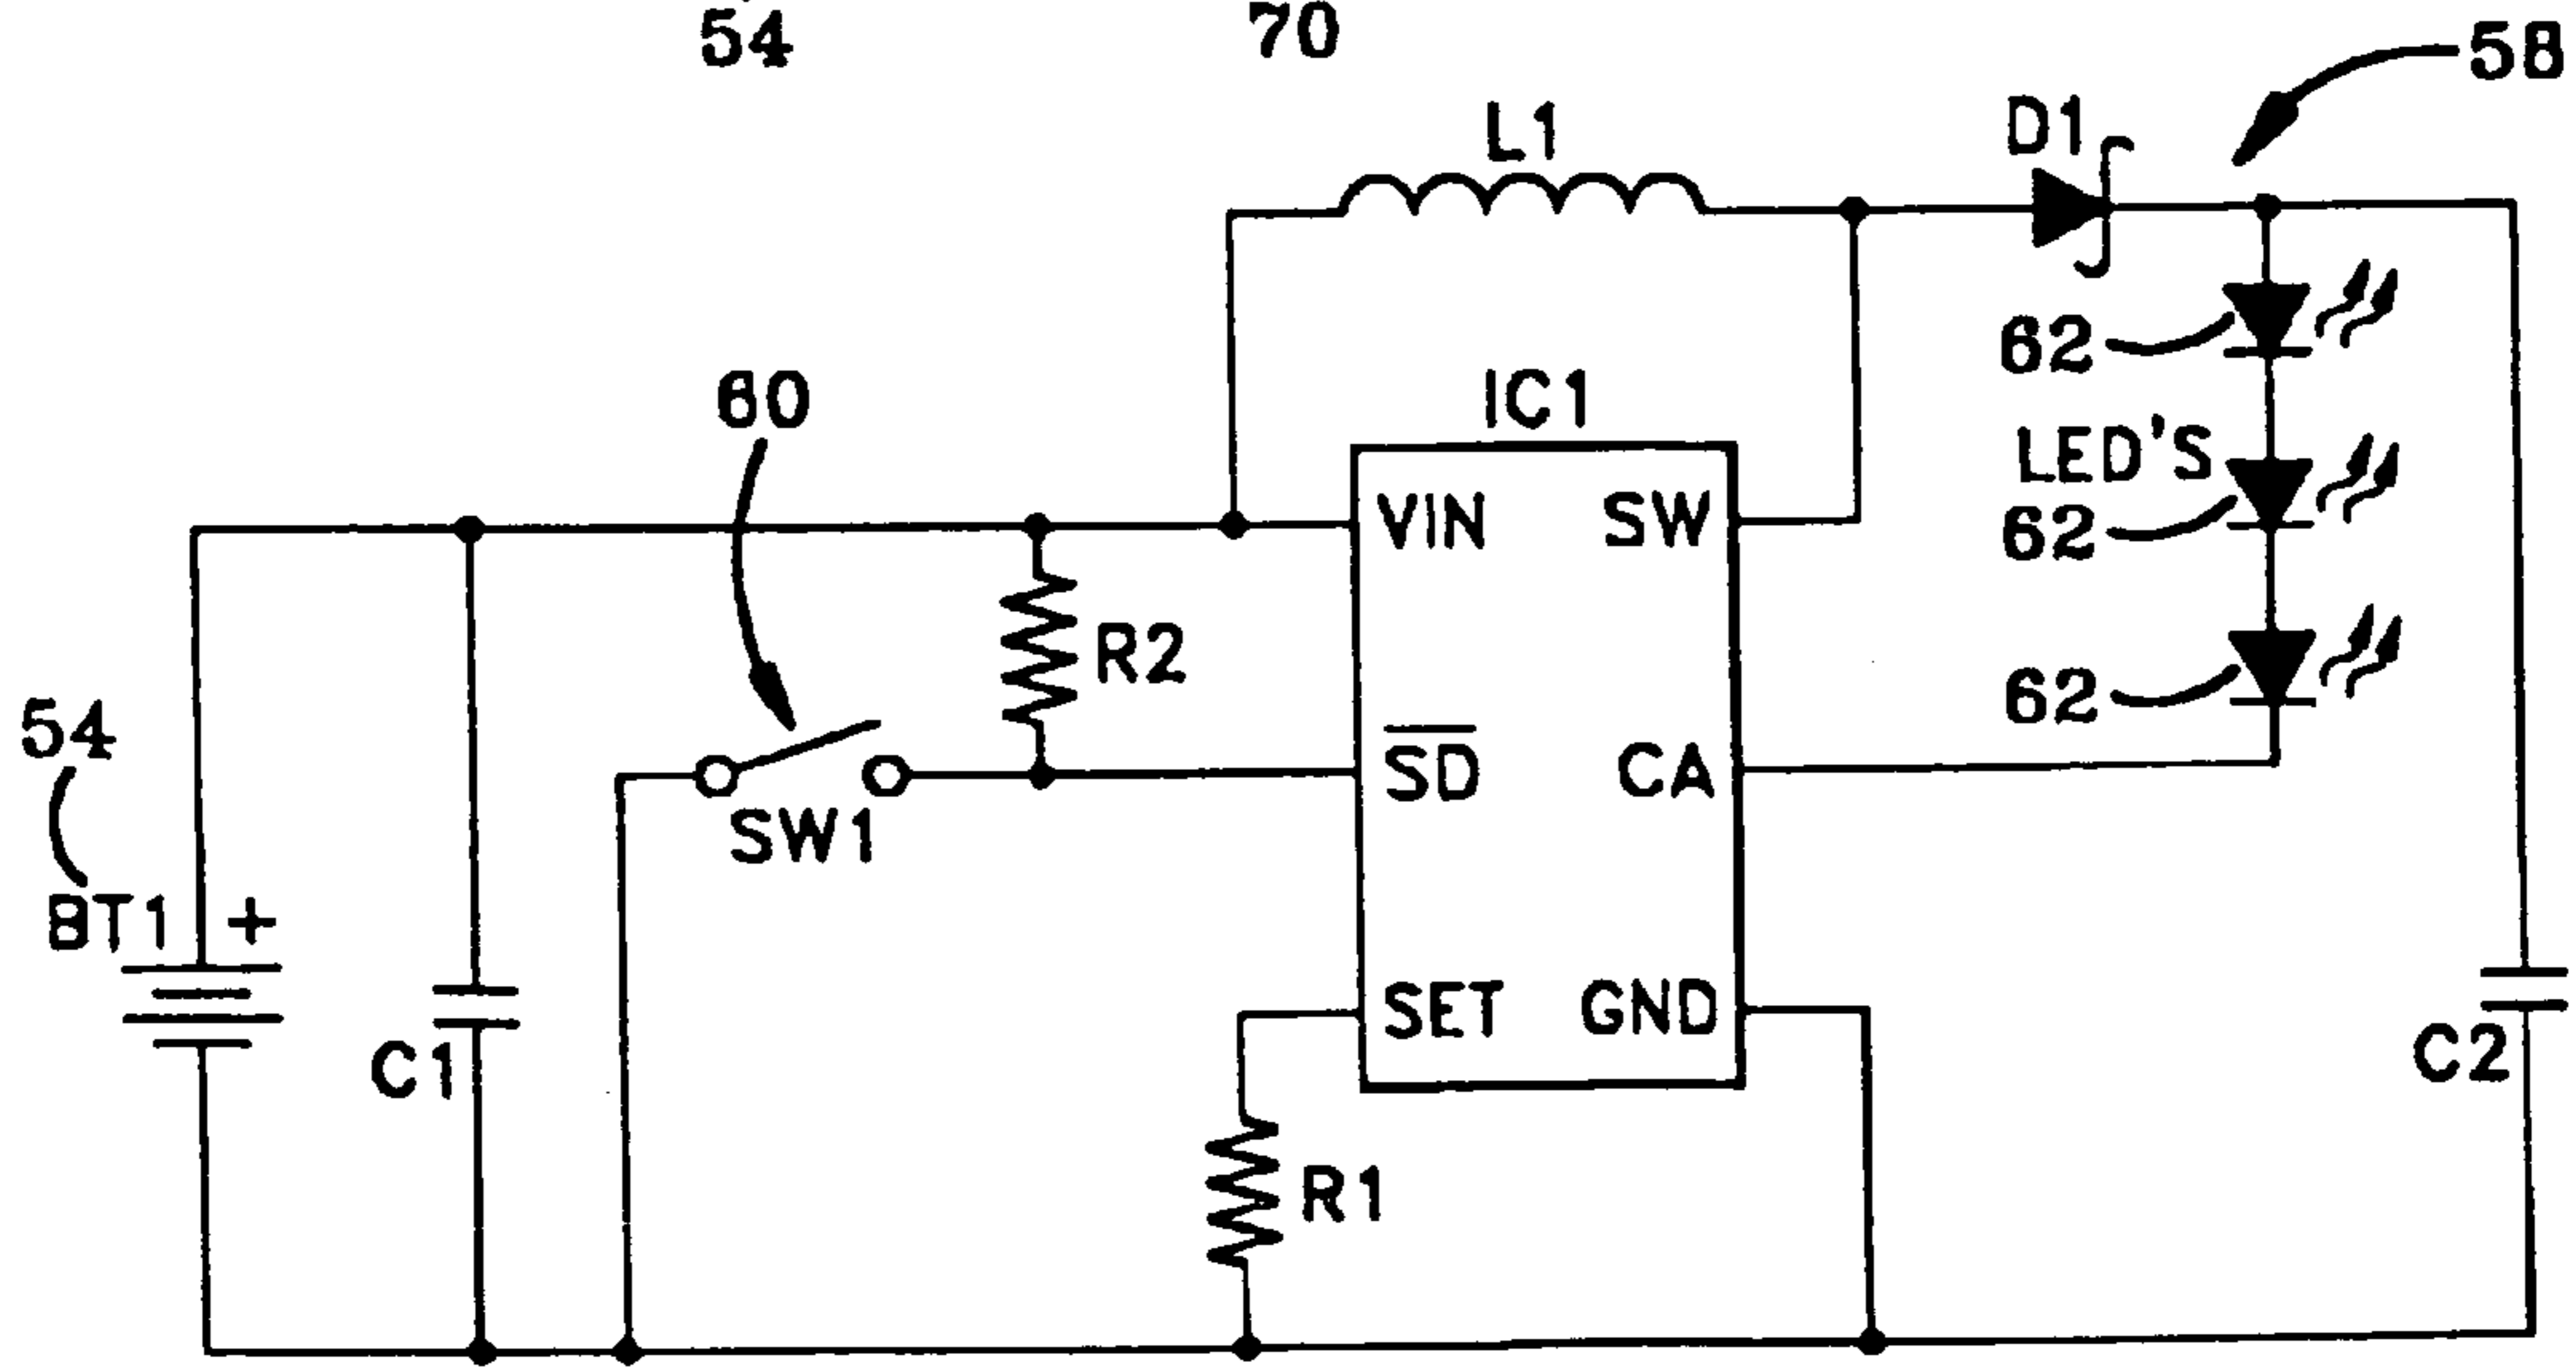 54
70
58
L1
D1
62
60
IC1
LED'S
VIN
SW
62
R2
54
62
SD
CA
SW1
BT1 +
SET
GND
C1
C2
R1